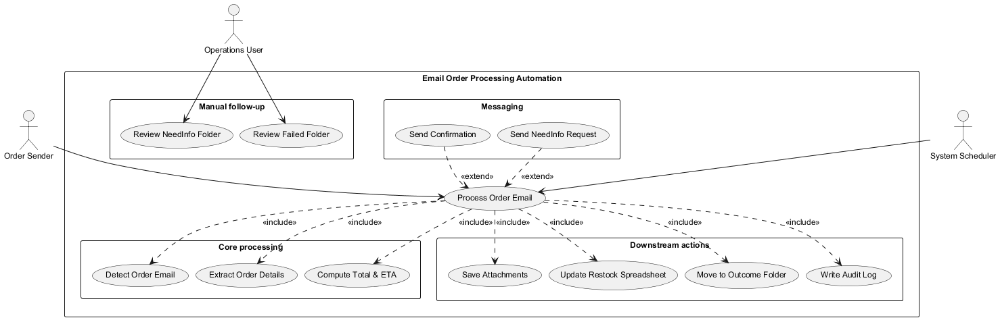 Operations User
Email Order Processing Automation
Manual follow-up
Messaging
Review NeedInfo Folder
Review Failed Folder
Send Confirmation
Send NeedInfo Request
Order Sender
System Scheduler
«extend»
«extend»
Process Order Email
«include»
«include»
«include»
«include»
«include»
«include»
«include»
Core processing
Downstream actions
Detect Order Email
Extract Order Details
Compute Total & ETA
Save Attachments
Update Restock Spreadsheet
Move to Outcome Folder
Write Audit Log